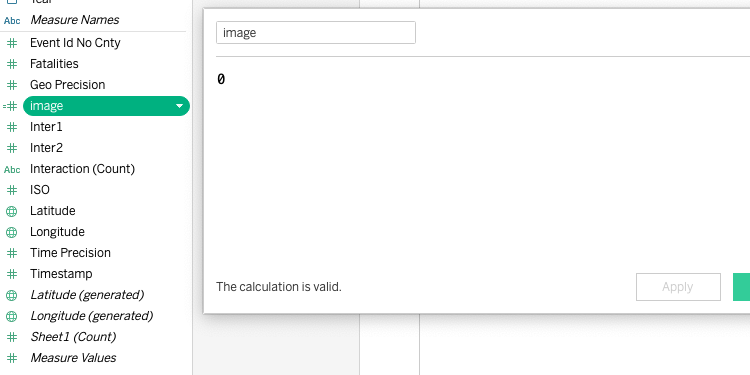 Year
Abc Measure Names
Event Id No Cnty
Fatalities
Geo Precision
image
Inter1
Inter2
Abc Interaction (Count)
ISO
Latitude
Longitude
Time Precision
Timestamp
Latitude (generated)
Longitude (generated)
Sheet1 (Count)
Measure Values
image
0
The calculation is valid.
Apply